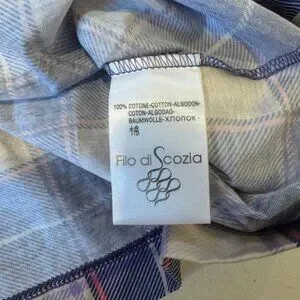 100% COTONE-COTTON-ALGODON-
COTON-ALGODAO-
BAUMWOLLE-ХЛОПОК
棉
Filo di Scozia